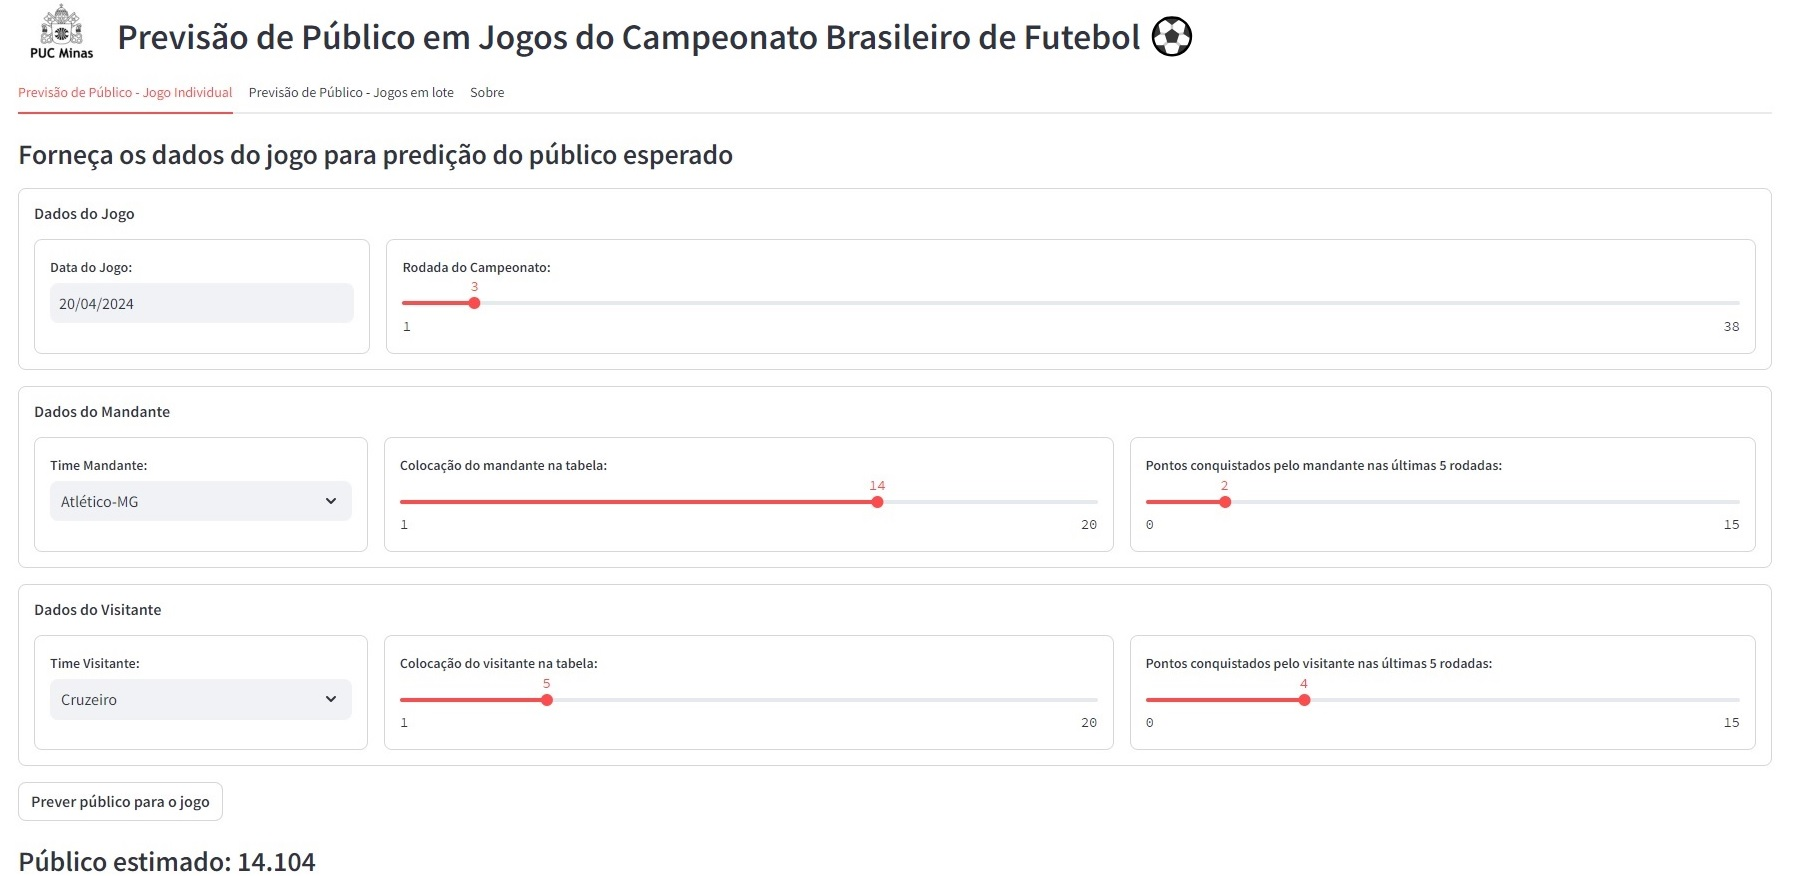 PUC Minas
Previsão de Público em Jogos do Campeonato Brasileiro de Futebol
Previsão de Público - Jogo Individual Previsão de Público - Jogos em lote Sobre
Forneça os dados do jogo para predição do público esperado
Dados do Jogo
Data do Jogo:
20/04/2024
Rodada do Campeonato:
3
1 38
Dados do Mandante
Time Mandante:
Atlético-MG
Colocação do mandante na tabela:
14
1 20
Pontos conquistados pelo mandante nas últimas 5 rodadas:
2
0 15
Dados do Visitante
Time Visitante:
Cruzeiro
Colocação do visitante na tabela:
5
1 20
Pontos conquistados pelo visitante nas últimas 5 rodadas:
4
0 15
Prever público para o jogo
Público estimado: 14.104